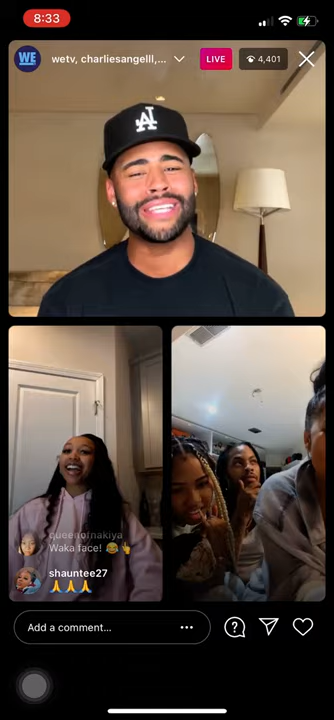 8:33
WE
wetv, charliesangelll,...
LIVE
4,401
LA
queenofnakiya
Waka face! 😂✌️
shauntee27
🙏🙏🙏
Add a comment...